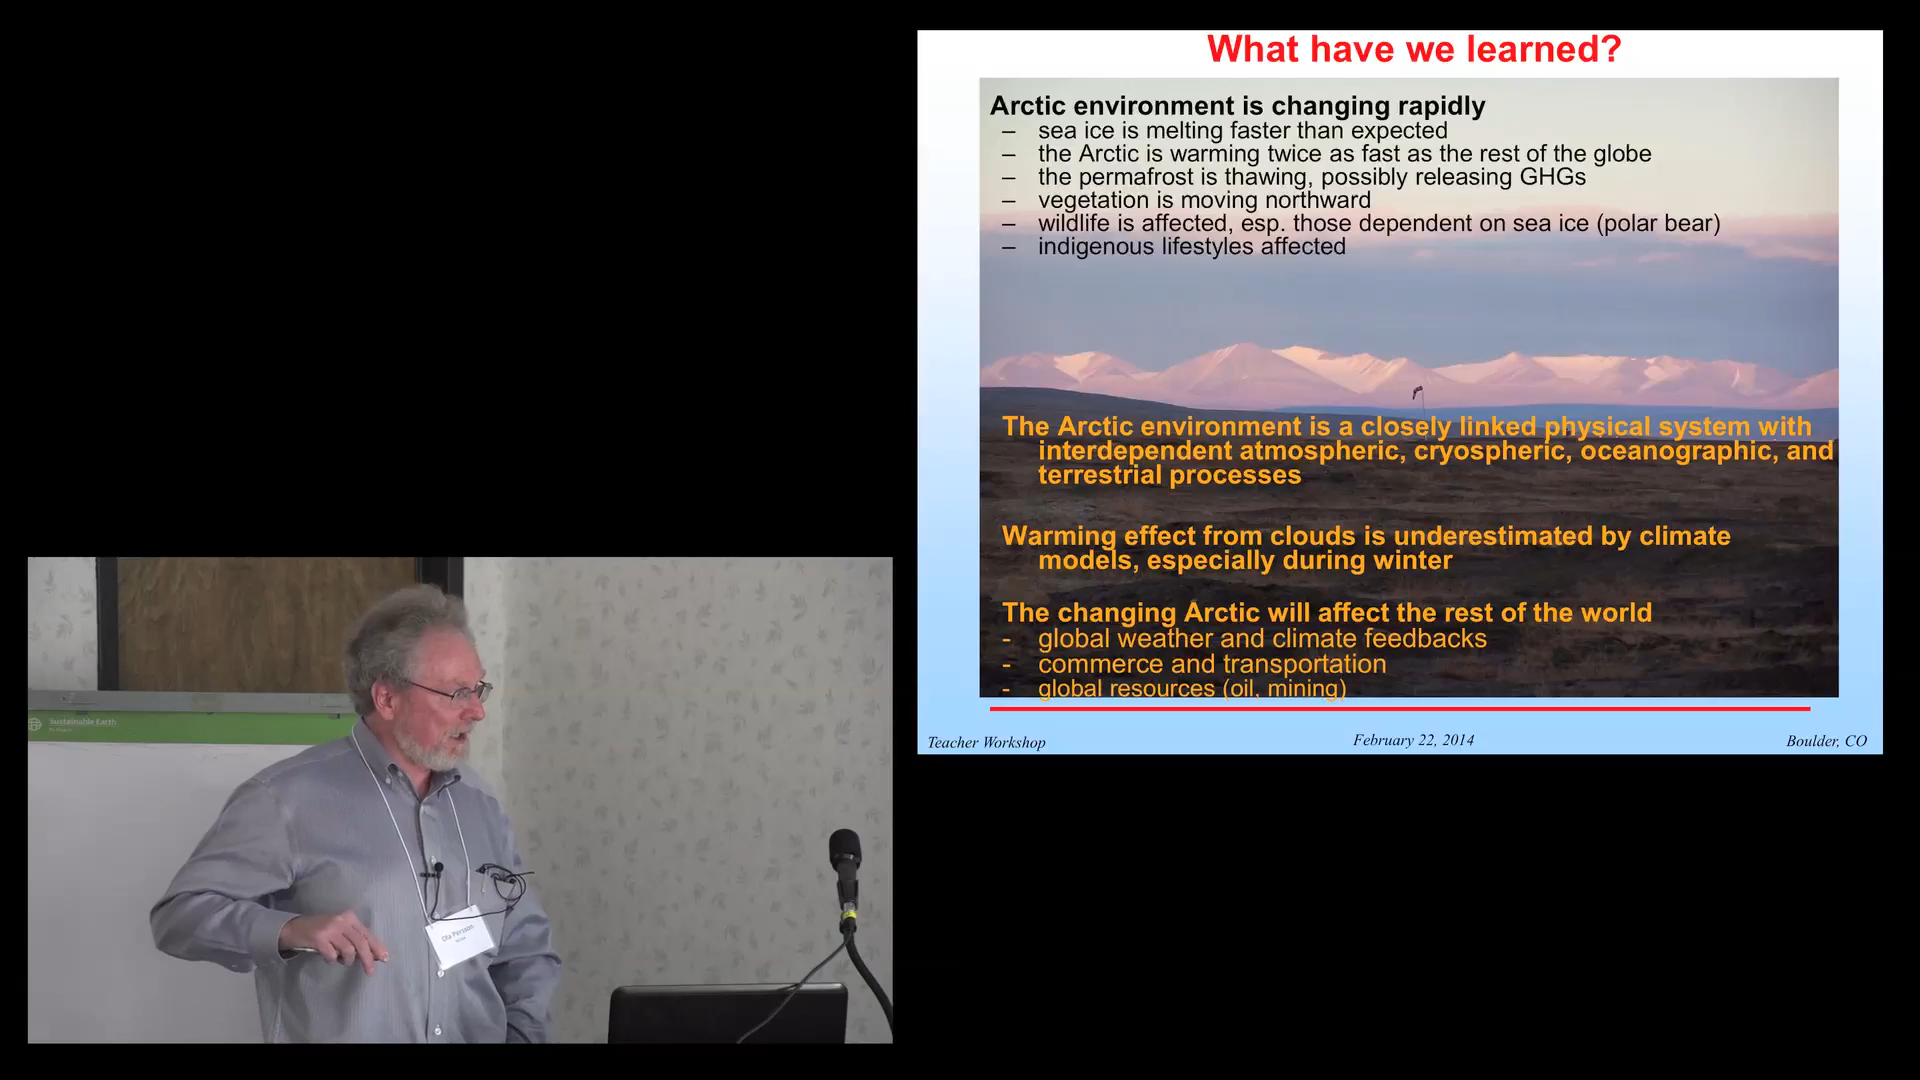 What have we learned?
Arctic environment is changing rapidly
– sea ice is melting faster than expected
– the Arctic is warming twice as fast as the rest of the globe
– the permafrost is thawing, possibly releasing GHGs
– vegetation is moving northward
– wildlife is affected, esp. those dependent on sea ice (polar bear)
– indigenous lifestyles affected
The Arctic environment is a closely linked physical system with
interdependent atmospheric, cryospheric, oceanographic, and
terrestrial processes
Warming effect from clouds is underestimated by climate
models, especially during winter
The changing Arctic will affect the rest of the world
- global weather and climate feedbacks
- commerce and transportation
- global resources (oil, mining)
Teacher Workshop
February 22, 2014
Boulder, CO
Sustainable Earth
Ola Persson